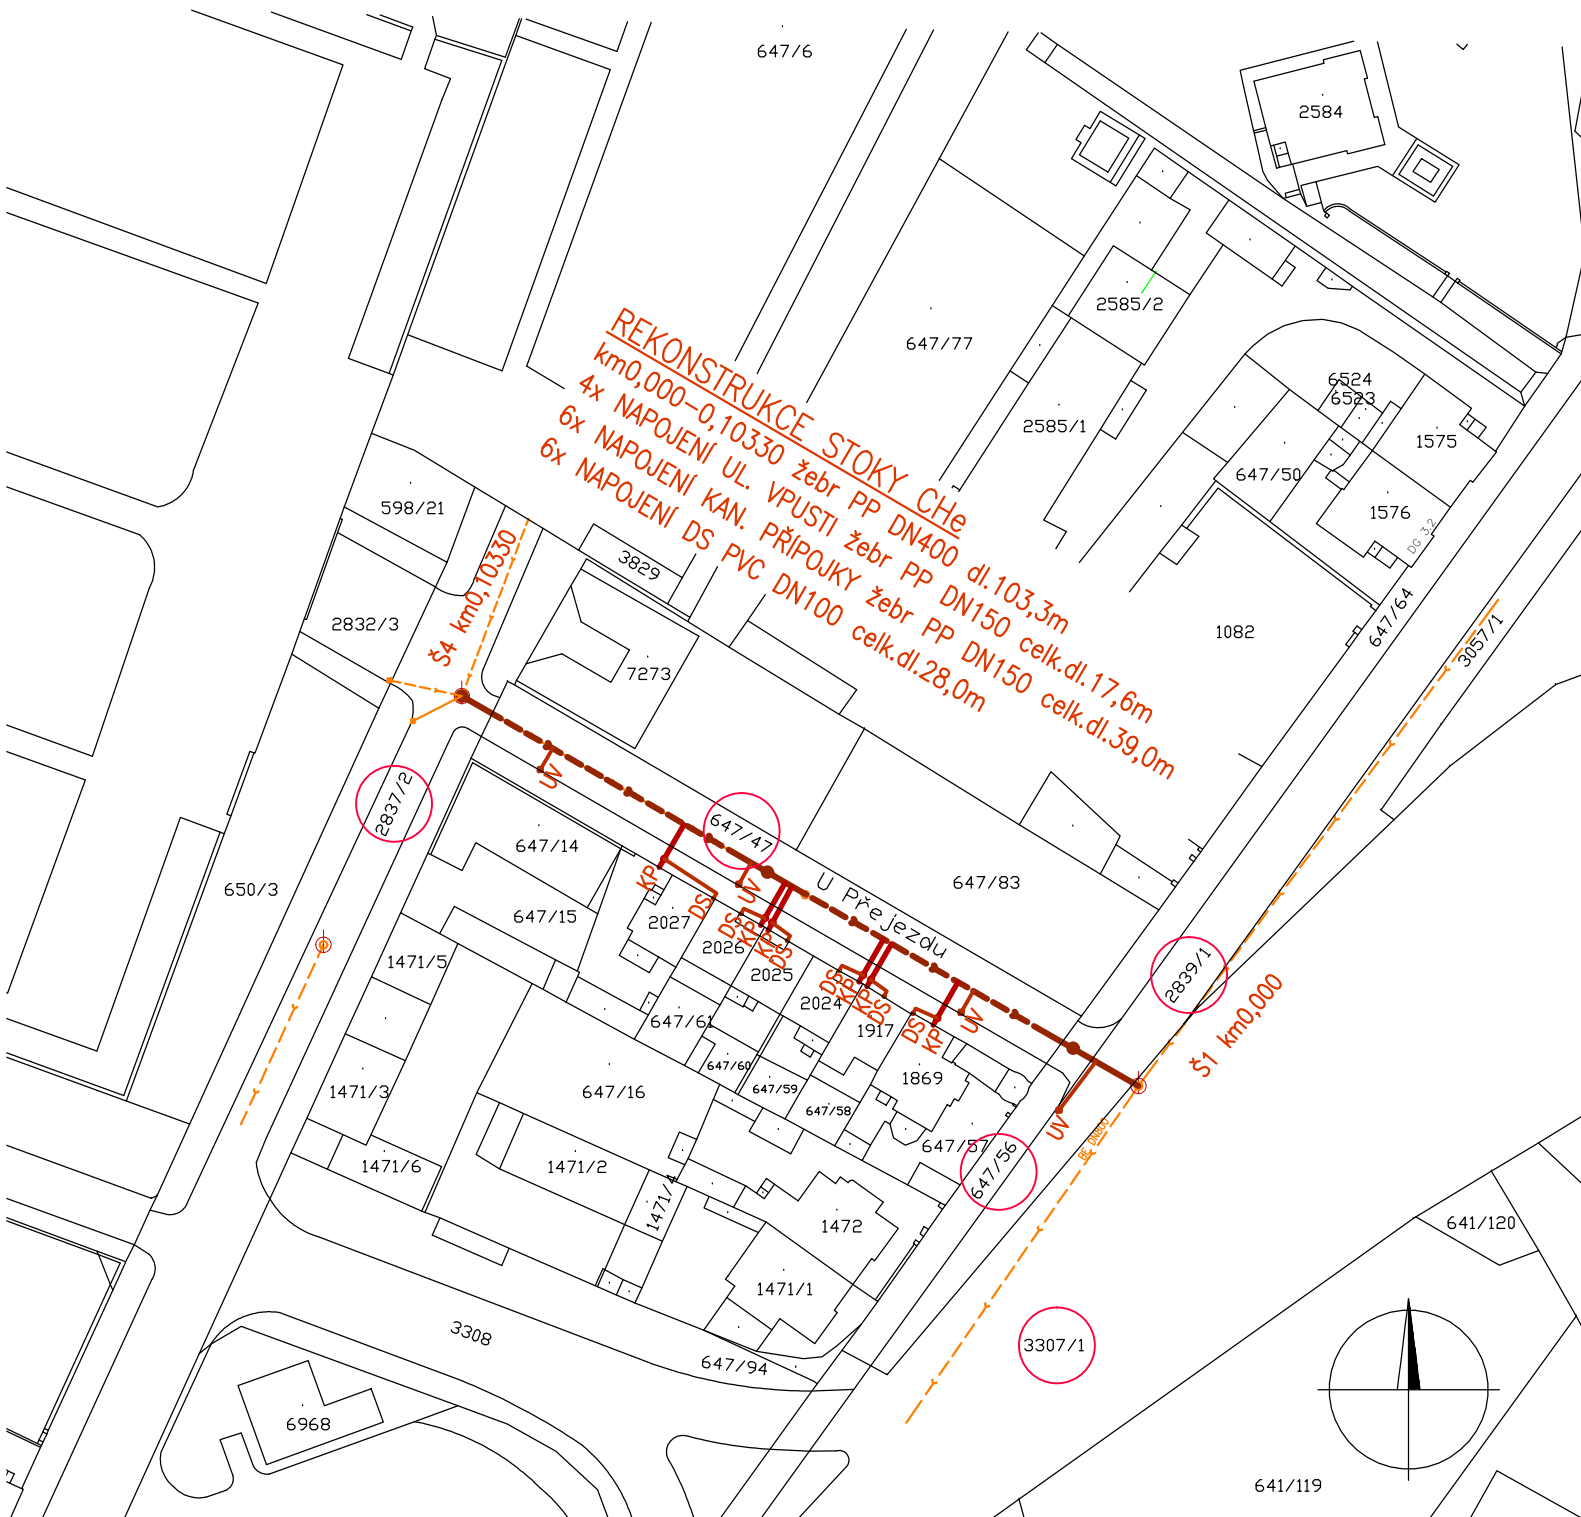 647/6
2584
2585/2
647/77
6524
6523
2585/1
1575
647/50
1576
DG 3.2
REKONSTRUKCE STOKY CHe
km0,000-0,10330 žebr PP DN400 dl.103,3m
4x NAPOJENÍ UL. VPUSTI žebr PP DN150 celk.dl.17,6m
6x NAPOJENÍ KAN. PŘÍPOJKY žebr PP DN150 celk.dl.39,0m
6x NAPOJENÍ DS PVC DN100 celk.dl.28,0m
598/21
Š4 km0,10330
3829
2832/3
7273
1082
647/64
3057/1
2837/2
UV
647/47
647/14
KP
DS
UV
U Přejezdu
647/83
650/3
647/15
2027
2026
DS
KP
KP
DS
1471/5
2025
2024
DS
KP
KP
DS
2839/1
647/61
1917
DS
KP
UV
Š1 km0,000
647/60
647/59
647/58
1869
1471/3
647/16
UV
BE DN800
647/57
647/56
1471/6
1471/2
1471/4
1472
641/120
1471/1
3308
647/94
3307/1
6968
641/119